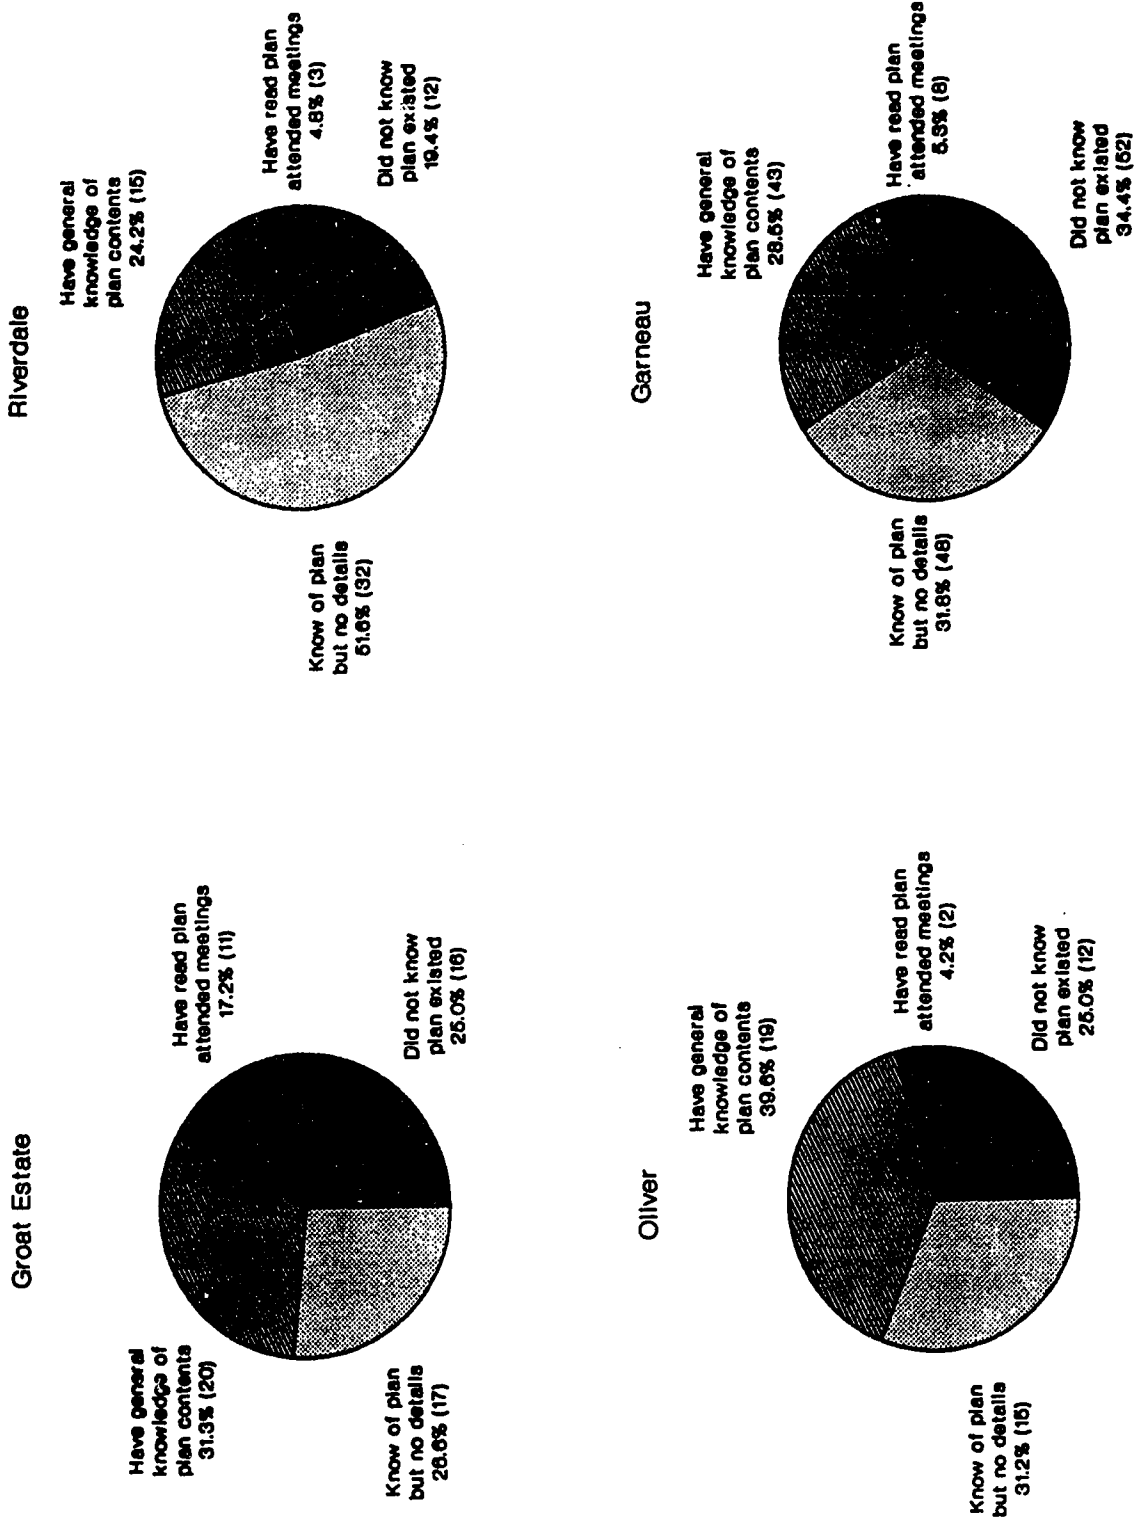 Groat Estate
Have general
knowledge of
plan contents
31.3% (20)
Have read plan
attended meetings
17.2% (11)
Know of plan
but no details
26.6% (17)
Did not know
plan existed
25.0% (16)
Riverdale
Have general
knowledge of
plan contents
24.2% (15)
Have read plan
attended meetings
4.8% (3)
Know of plan
but no details
51.6% (32)
Did not know
plan existed
19.4% (12)
Oliver
Have general
knowledge of
plan contents
39.6% (19)
Have read plan
attended meetings
4.2% (2)
Know of plan
but no details
31.2% (15)
Did not know
plan existed
25.0% (12)
Garneau
Have general
knowledge of
plan contents
28.5% (43)
Have read plan
attended meetings
5.3% (8)
Know of plan
but no details
31.8% (48)
Did not know
plan existed
34.4% (52)